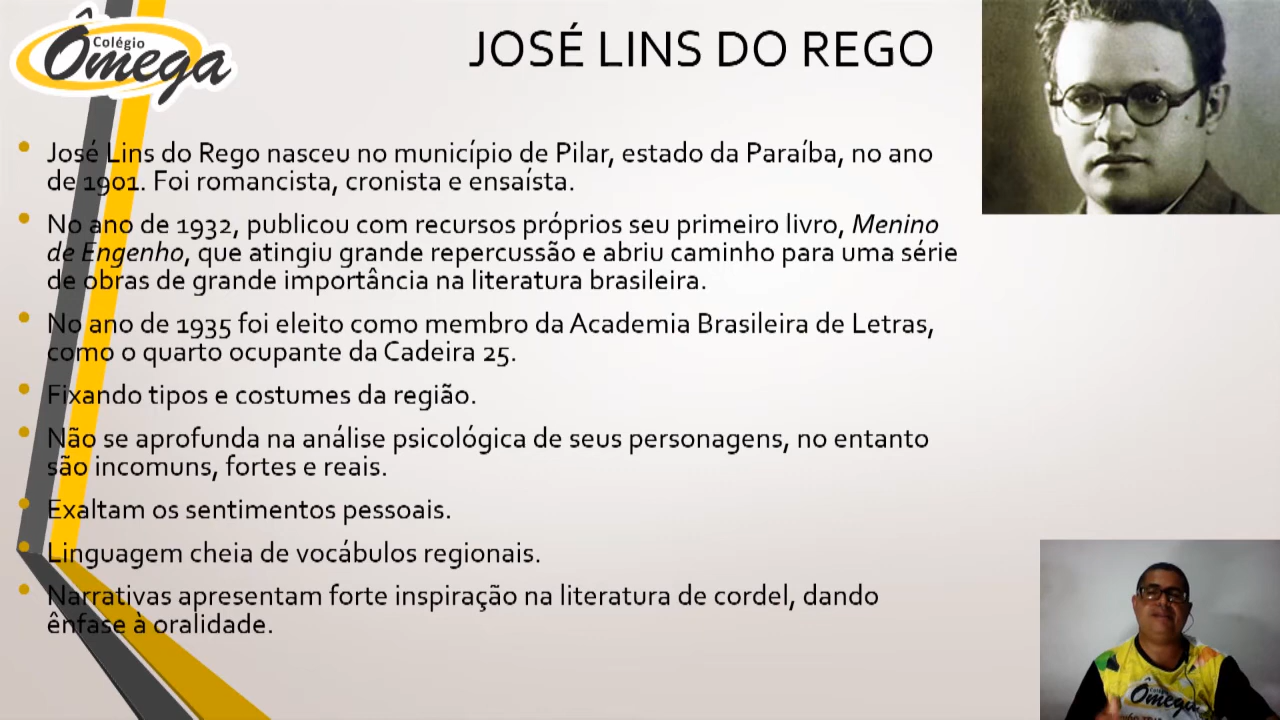 Colégio
Ômega
JOSÉ LINS DO REGO
• José Lins do Rego nasceu no município de Pilar, estado da Paraíba, no ano
de 1901. Foi romancista, cronista e ensaísta.
• No ano de 1932, publicou com recursos próprios seu primeiro livro, Menino
de Engenho, que atingiu grande repercussão e abriu caminho para uma série
de obras de grande importância na literatura brasileira.
• No ano de 1935 foi eleito como membro da Academia Brasileira de Letras,
como o quarto ocupante da Cadeira 25.
• Fixando tipos e costumes da região.
• Não se aprofunda na análise psicológica de seus personagens, no entanto
são incomuns, fortes e reais.
• Exaltam os sentimentos pessoais.
• Linguagem cheia de vocábulos regionais.
• Narrativas apresentam forte inspiração na literatura de cordel, dando
ênfase à oralidade.
Ômega